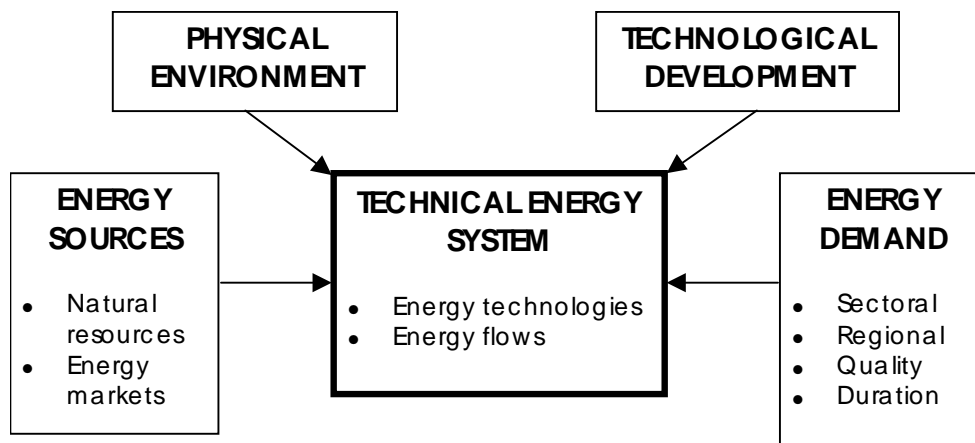 PHYSICAL
ENVIRONMENT
TECHNOLOGICAL
DEVELOPMENT
ENERGY
SOURCES
• Natural
resources
• Energy
markets
TECHNICAL ENERGY
SYSTEM
• Energy technologies
• Energy flows
ENERGY
DEMAND
• Sectoral
• Regional
• Quality
• Duration